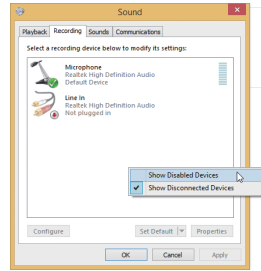 Sound
Playback Recording Sounds Communications
Select a recording device below to modify its settings:
Microphone
Realtek High Definition Audio
Default Device
Line In
Realtek High Definition Audio
Not plugged in
Show Disabled Devices
Show Disconnected Devices
Configure Set Default Properties
OK Cancel Apply